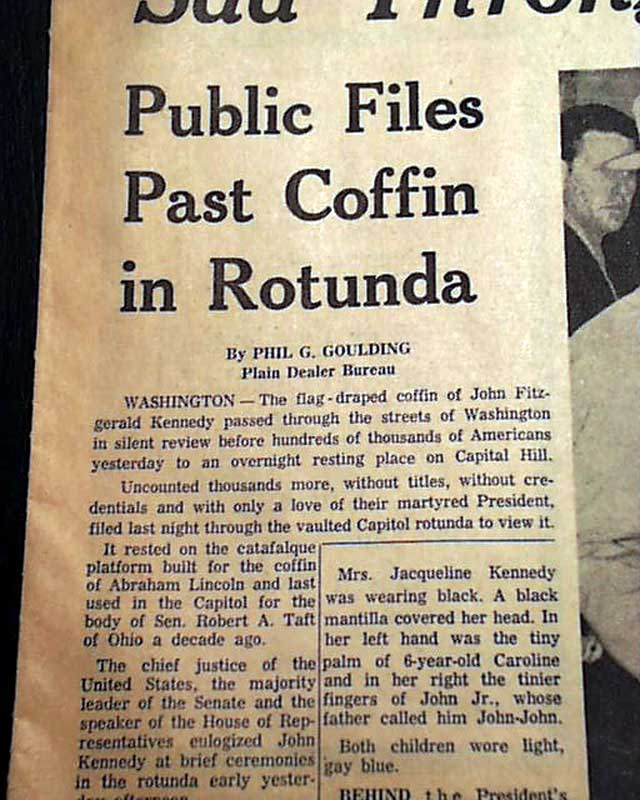 Sad Thron
Public Files
Past Coffin
in Rotunda
By PHIL G. GOULDING
Plain Dealer Bureau
WASHINGTON — The flag-draped coffin of John Fitz-
gerald Kennedy passed through the streets of Washington
in silent review before hundreds of thousands of Americans
yesterday to an overnight resting place on Capital Hill.
Uncounted thousands more, without titles, without cre-
dentials and with only a love of their martyred President,
filed last night through the vaulted Capitol rotunda to view it.
It rested on the catafalque
platform built for the coffin
of Abraham Lincoln and last
used in the Capitol for the
body of Sen. Robert A. Taft
of Ohio a decade ago.
The chief justice of the
United States, the majority
leader of the Senate and the
speaker of the House of Rep-
resentatives eulogized John
Kennedy at brief ceremonies
in the rotunda early yester-
day afternoon.
Mrs. Jacqueline Kennedy
was wearing black. A black
mantilla covered her head. In
her left hand was the tiny
palm of 6-year-old Caroline
and in her right the tinier
fingers of John Jr., whose
father called him John-John.
Both children wore light,
gay blue.
BEHIND the President's